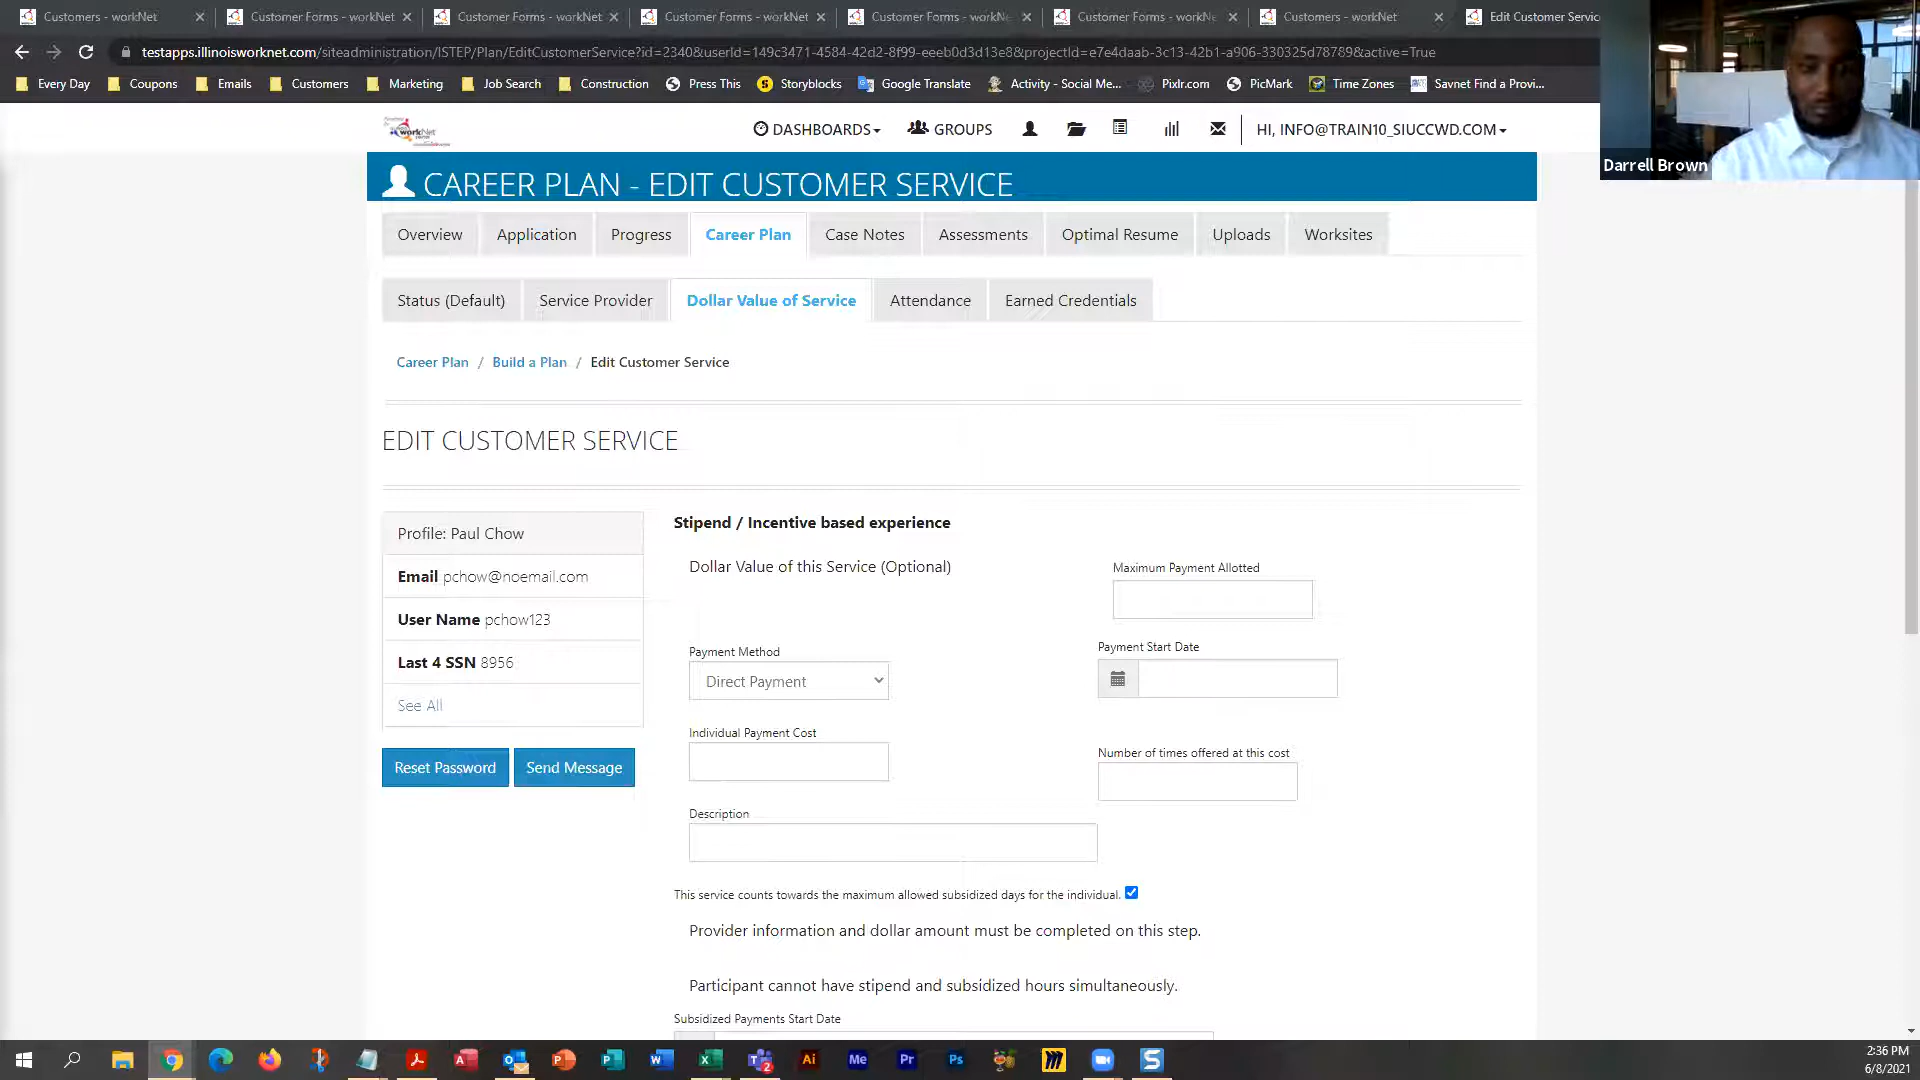 Customers - workNet
Customer Forms - workNet
Customer Forms - workNet
Customer Forms - workNet
Customer Forms - workNe
Customer Forms - workNe
Customers - workNet
Edit Customer Servic
testapps.illinoisworknet.com/siteadministration/ISTEP/Plan/EditCustomerService?id=2340&userId=149c3471-4584-42d2-8f99-eeeb0d3d13e8&projectId=e7e4daab-3c13-42b1-a906-330325d78789&active=True
Every Day
Coupons
Emails
Customers
Marketing
Job Search
Construction
Press This
Storyblocks
Google Translate
Activity - Social Me...
Pixlr.com
PicMark
Time Zones
Savnet Find a Provi...
Darrell Brown
workNet
DASHBOARDS
GROUPS
HI, INFO@TRAIN10_SIUCCWD.COM
CAREER PLAN - EDIT CUSTOMER SERVICE
Overview
Application
Progress
Career Plan
Case Notes
Assessments
Optimal Resume
Uploads
Worksites
Status (Default)
Service Provider
Dollar Value of Service
Attendance
Earned Credentials
Career Plan / Build a Plan / Edit Customer Service
EDIT CUSTOMER SERVICE
Profile: Paul Chow
Email pchow@noemail.com
User Name pchow123
Last 4 SSN 8956
See All
Reset Password
Send Message
Stipend / Incentive based experience
Dollar Value of this Service (Optional)
Maximum Payment Allotted
Payment Method
Direct Payment
Payment Start Date
Individual Payment Cost
Number of times offered at this cost
Description
This service counts towards the maximum allowed subsidized days for the individual.
Provider information and dollar amount must be completed on this step.
Participant cannot have stipend and subsidized hours simultaneously.
Subsidized Payments Start Date
2:36 PM
6/8/2021